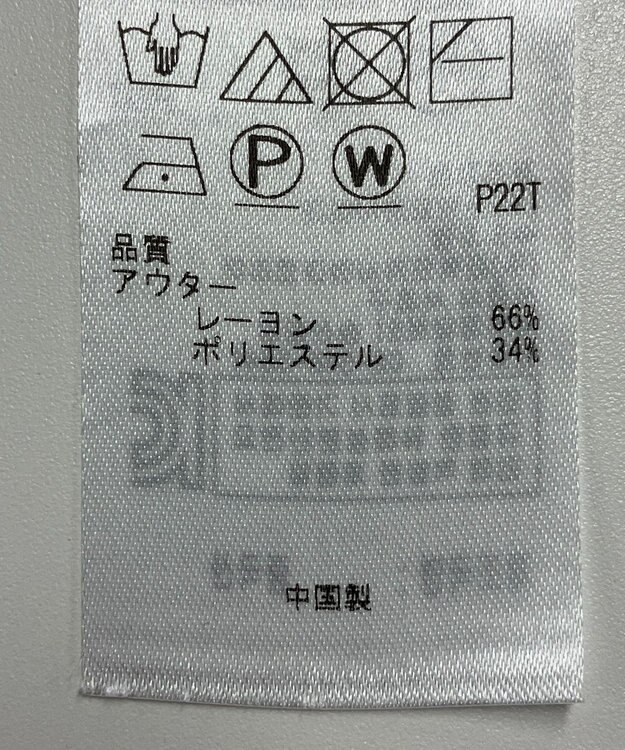 P
W
P22T
品質
アウター
レーヨン 66%
ポリエステル 34%
中国製